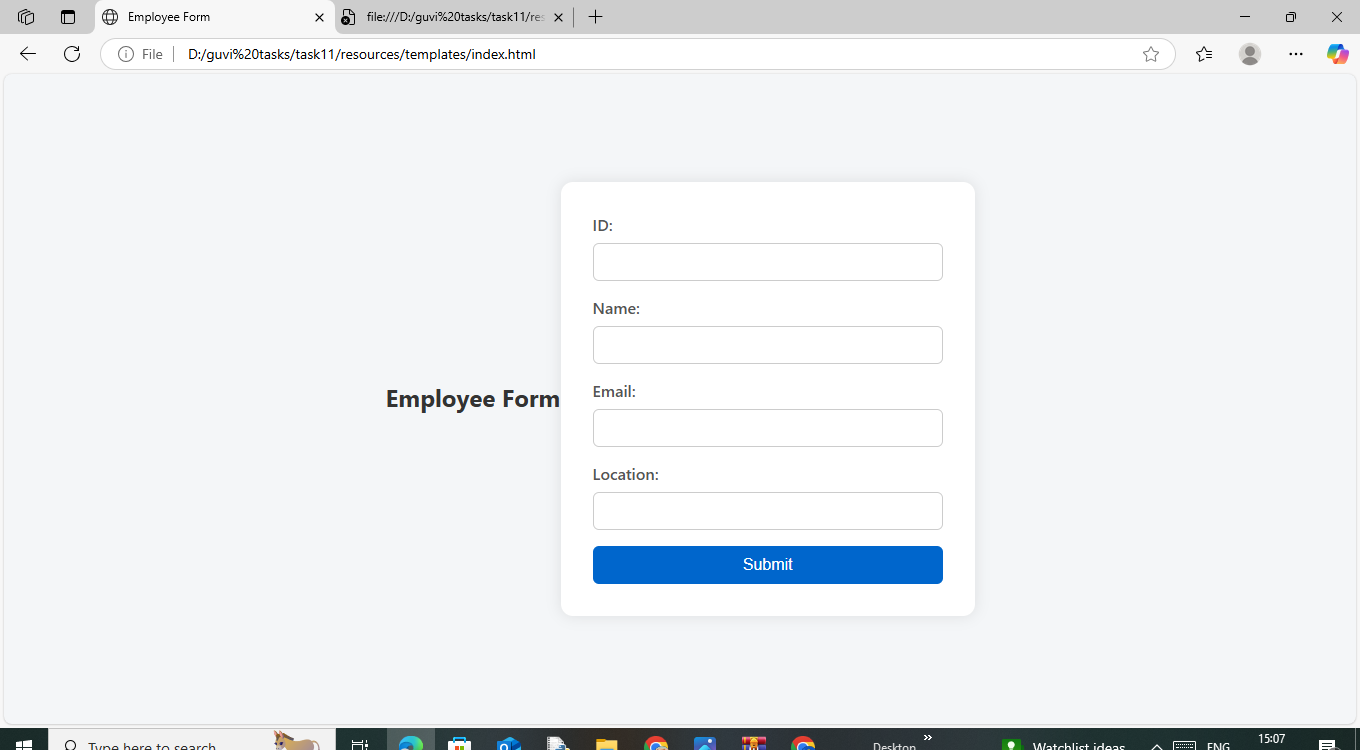 Employee Form
file:///D:/guvi%20tasks/task11/res
File
D:/guvi%20tasks/task11/resources/templates/index.html
ID:
Name:
Employee Form
Email:
Location:
Submit
Type here to search
Desktop
Watchlist ideas
ENG
15:07